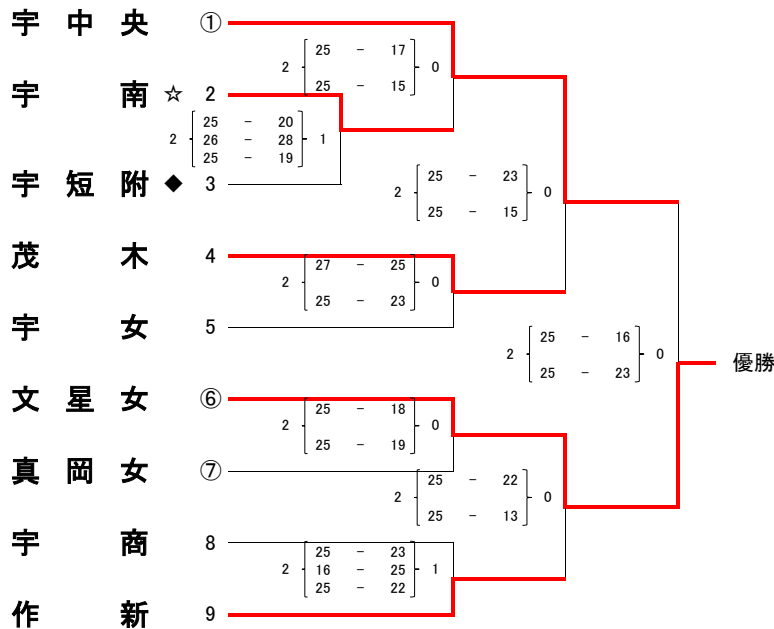 宇中央 ①
25 － 17
2 0
25 － 15
宇南 ☆ 2
25 － 20
2 26 － 28 1
25 － 19
宇短附 ◆ 3
25 － 23
2 0
25 － 15
茂木 4
27 － 25
2 0
25 － 23
宇女 5
25 － 16
2 0
25 － 23
優勝
文星女 ⑥
25 － 18
2 0
25 － 19
真岡女 ⑦
25 － 22
2 0
25 － 13
宇商 8
25 － 23
2 16 － 25 1
25 － 22
作新 9